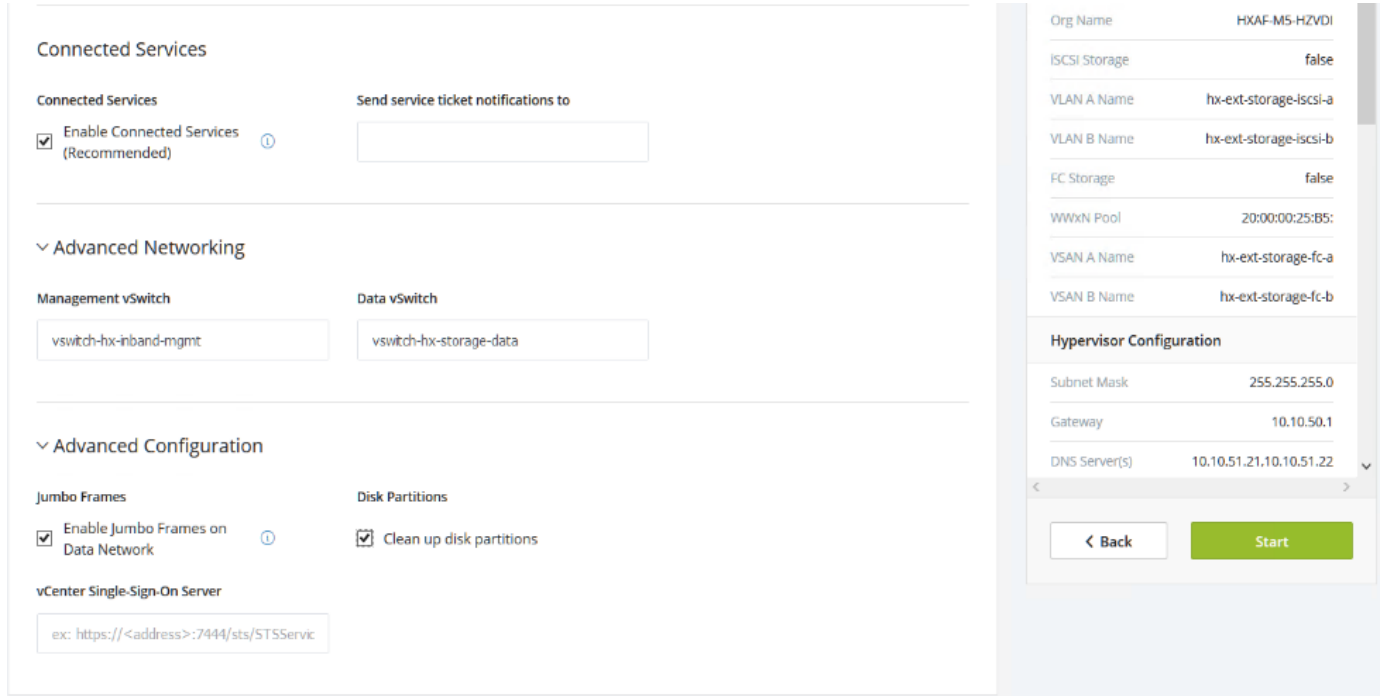 Connected Services
Connected Services
Send service ticket notifications to
Enable Connected Services
(Recommended)
Advanced Networking
Management vSwitch
Data vSwitch
vswitch-hx-inband-mgmt
vswitch-hx-storage-data
Advanced Configuration
Jumbo Frames
Disk Partitions
Enable Jumbo Frames on
Data Network
Clean up disk partitions
vCenter Single-Sign-On Server
ex: https://<address>:7444/sts/STSServic
Org Name HXAF-M5-HZVDI
iSCSI Storage false
VLAN A Name hx-ext-storage-iscsi-a
VLAN B Name hx-ext-storage-iscsi-b
FC Storage false
WWxN Pool 20:00:00:25:B5:
VSAN A Name hx-ext-storage-fc-a
VSAN B Name hx-ext-storage-fc-b
Hypervisor Configuration
Subnet Mask 255.255.255.0
Gateway 10.10.50.1
DNS Server(s) 10.10.51.21,10.10.51.22
< Back
Start